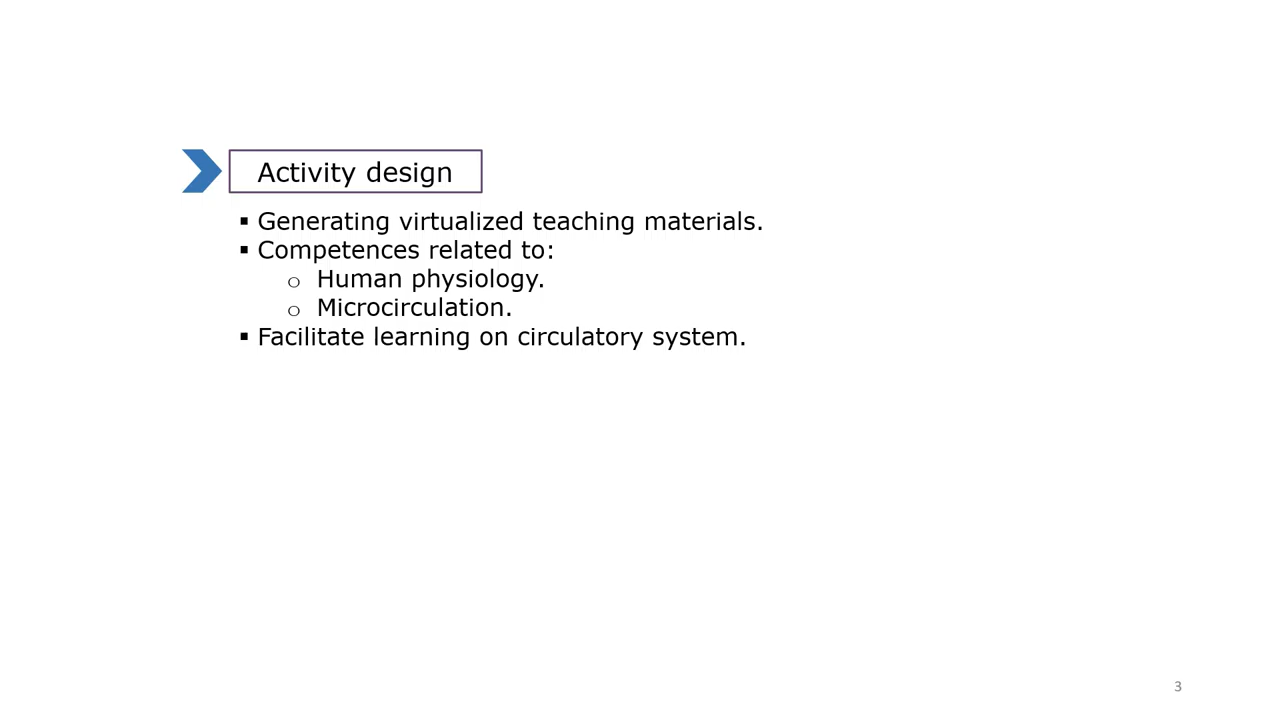 Activity design
▪ Generating virtualized teaching materials.
▪ Competences related to:
o Human physiology.
o Microcirculation.
▪ Facilitate learning on circulatory system.
3